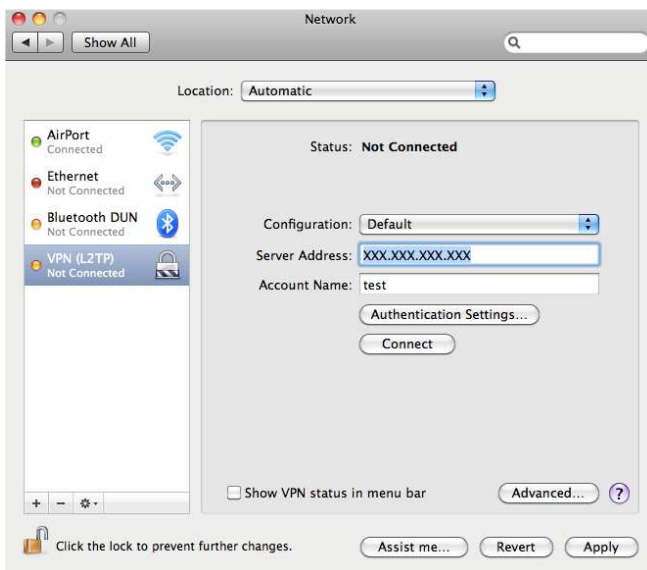 Network
Show All
Location: Automatic
AirPort
Connected
Ethernet
Not Connected
Bluetooth DUN
Not Connected
VPN (L2TP)
Not Connected
Status: Not Connected
Configuration: Default
Server Address: XXX.XXX.XXX.XXX
Account Name: test
Authentication Settings...
Connect
Show VPN status in menu bar
Advanced... ?
Click the lock to prevent further changes.
Assist me... Revert Apply